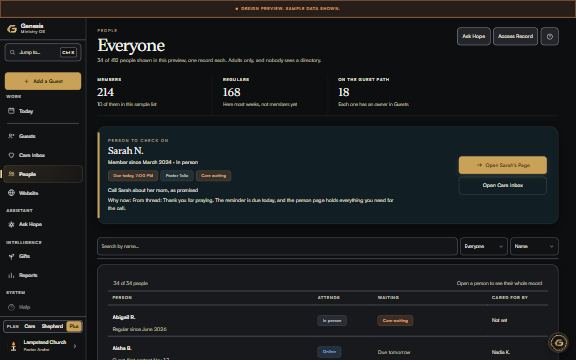 DESIGN PREVIEW. SAMPLE DATA SHOWN.
Genesis
Ministry OS
Jump to...
Ctrl K
+ Add a Guest
WORK
Today
Guests
Care Inbox
People
Website
ASSISTANT
Ask Hope
INTELLIGENCE
Gifts
Reports
SYSTEM
Help
PLAN Care Shepherd Plus
Lampstead Church
Pastor Andre
PEOPLE
Everyone
34 of 412 people shown in this preview, one record each. Adults only, and nobody sees a directory.
Ask Hope
Access Record
MEMBERS
214
10 of them in this sample list
REGULARS
168
Here most weeks, not members yet
ON THE GUEST PATH
18
Each one has an owner in Guests
PERSON TO CHECK ON
Sarah N.
Member since March 2024 · In person
Due today, 7:00 PM
Pastor Talia
Care waiting
Call Sarah about her mom, as promised
Why now: From thread: Thank you for praying. The reminder is due today, and the person page holds everything you need for
the call.
→ Open Sarah's Page
Open Care Inbox
Search by name...
Everyone
Name
34 of 34 people
Open a person to see their whole record
PERSON
ATTENDS
WAITING
CARED FOR BY
Abigail R.
Regular since June 2026
In person
Care waiting
Not set
Aisha B.
Online
Due tomorrow
Nadia K.